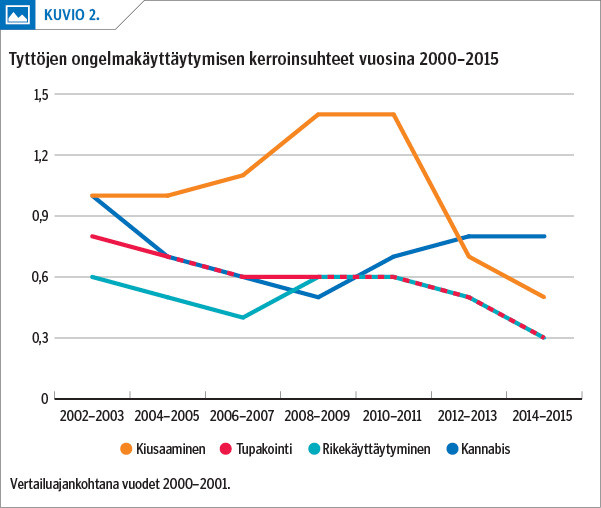 KUVIO 2.
Tyttöjen ongelmakäyttäytymisen kerroinsuhteet vuosina 2000–2015
1,5
1,2
0,9
0,6
0,3
0
2002–2003 2004–2005 2006–2007 2008–2009 2010–2011 2012–2013 2014–2015
Kiusaaminen Tupakointi Rikekäyttäytyminen Kannabis
Vertailuajankohtana vuodet 2000–2001.